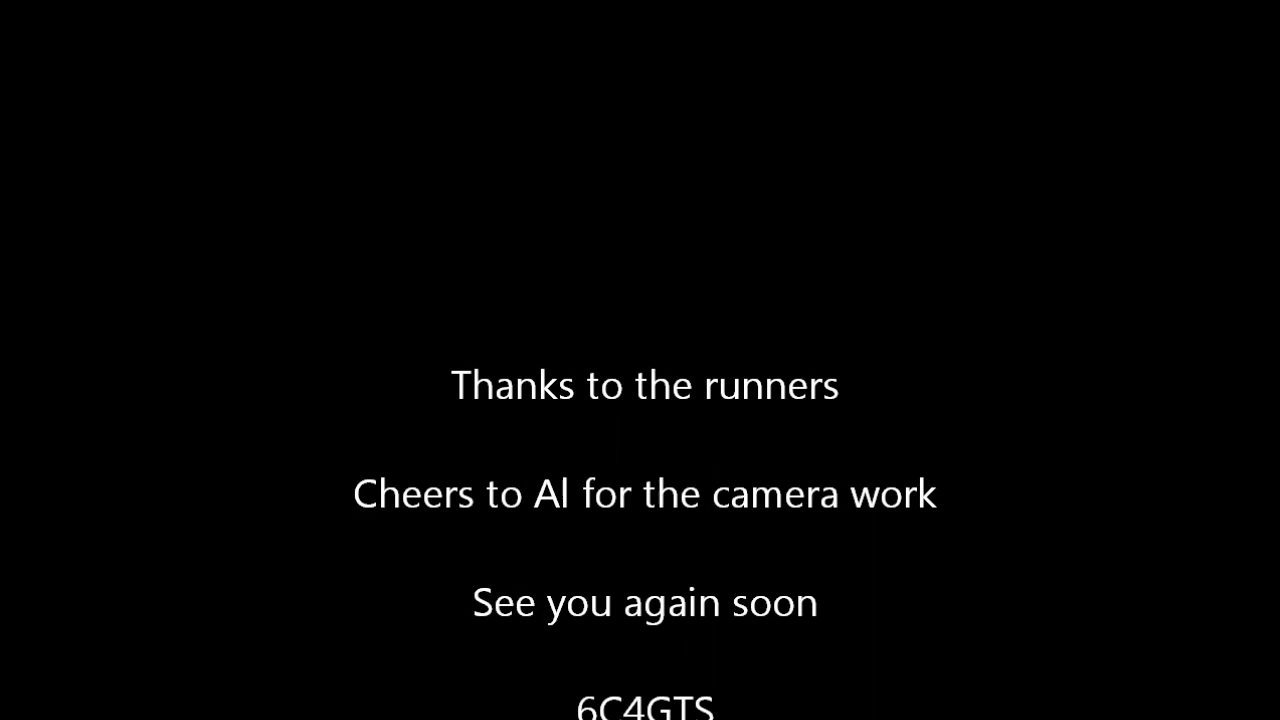 Thanks to the runners
Cheers to Al for the camera work
See you again soon
6C4GTS